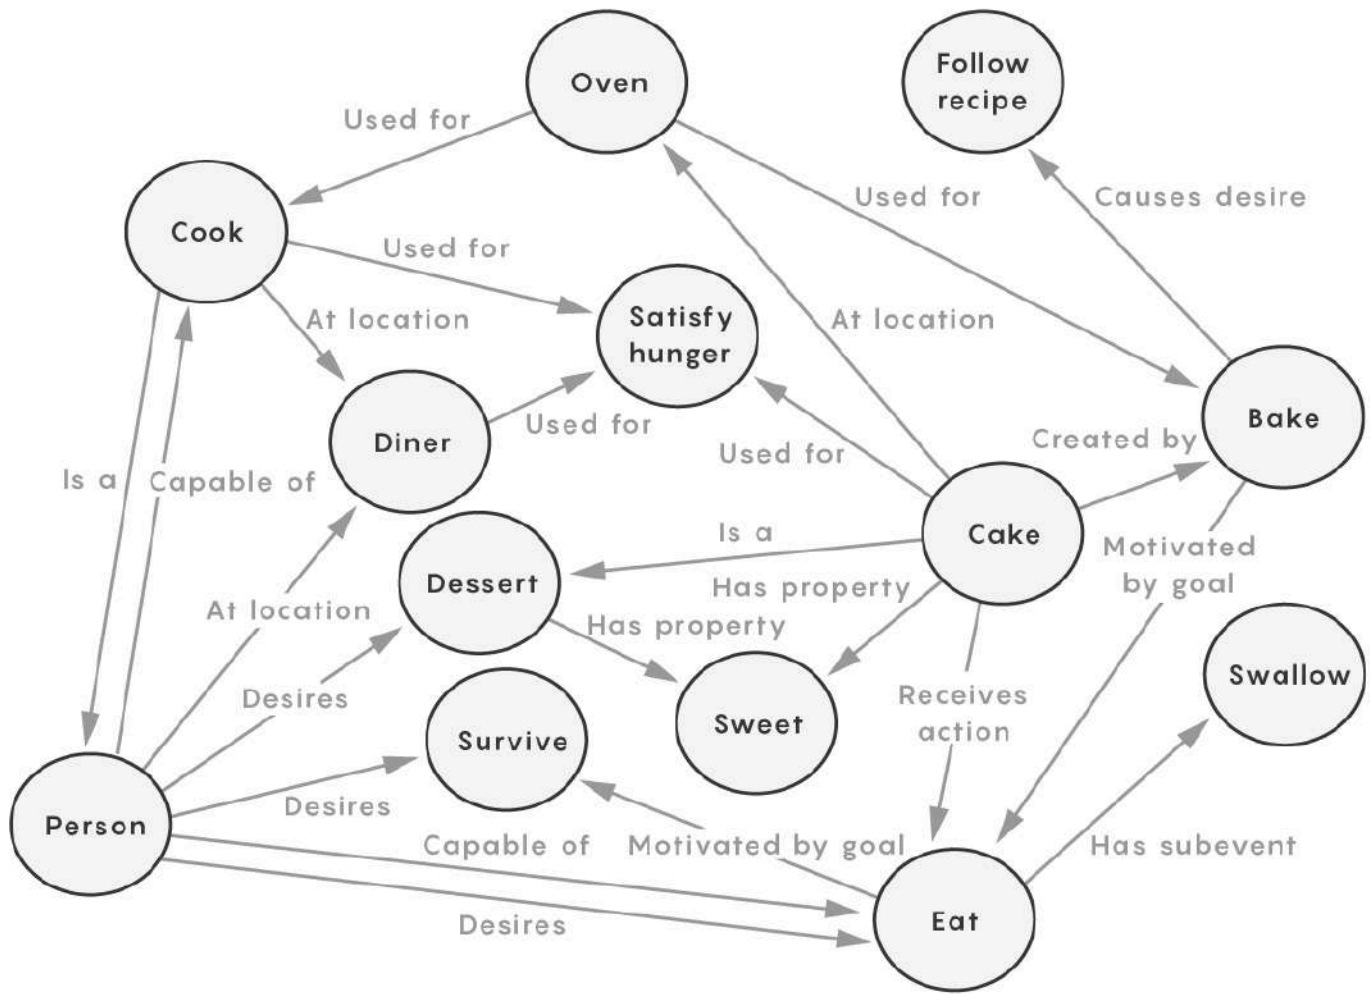 Oven
Follow
recipe
Used for
Used for
Causes desire
Cook
Used for
Satisfy
hunger
At location
At location
Diner
Used for
Used for
Bake
Created by
Is a
Capable of
Is a
Cake
Dessert
Has property
Motivated
by goal
At location
Has property
Desires
Survive
Sweet
Receives
action
Swallow
Person
Desires
Capable of
Motivated by goal
Has subevent
Desires
Eat